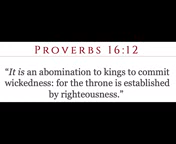 PROVERBS 16:12
"It is an abomination to kings to commit
wickedness: for the throne is established
by righteousness."